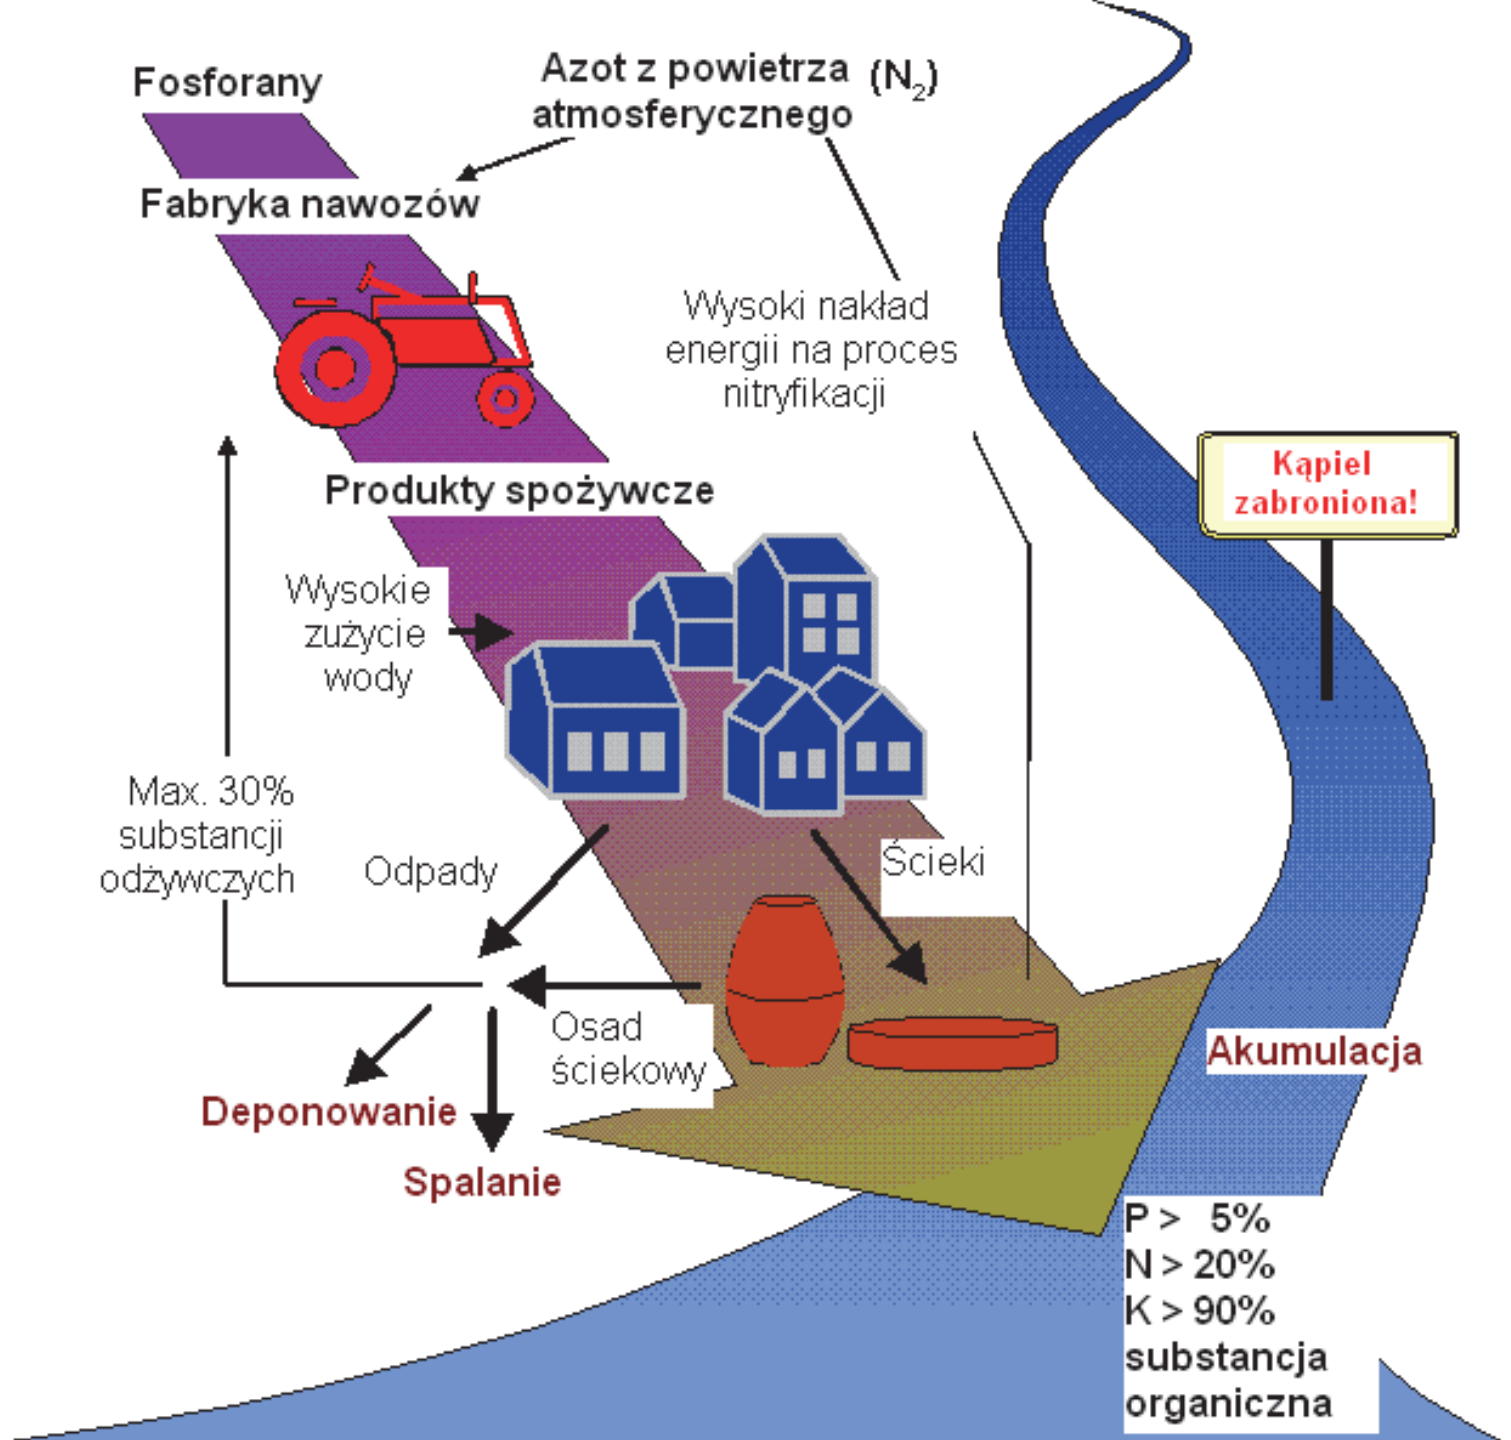 Fosforany
Azot z powietrza (N₂)
atmosferycznego
Fabryka nawozów
Wysoki nakład
energii na proces
nitryfikacji
Kąpiel
zabroniona!
Produkty spożywcze
Wysokie
zużycie
wody
Max. 30%
substancji
odżywczych
Odpady
Ścieki
Osad
ściekowy
Akumulacja
Deponowanie
Spalanie
P > 5%
N > 20%
K > 90%
substancja
organiczna